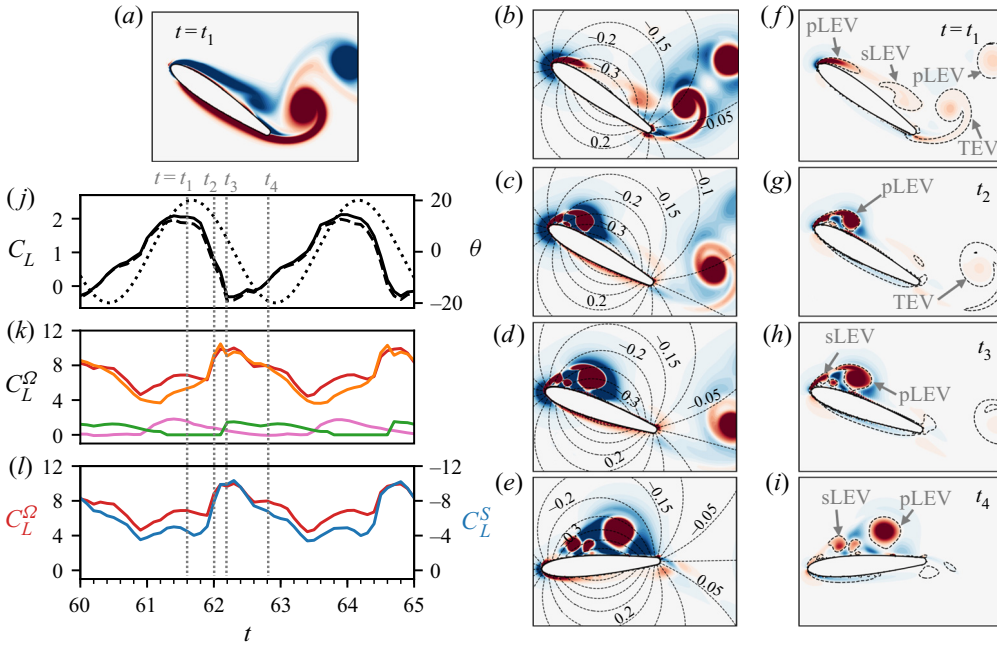 (a)
t = t1
(b)
−0.2
−0.15
−0.3
−0.05
0.2
(f)
t = t1
pLEV
sLEV
pLEV
TEV
(c)
−0.1
−0.15
−0.2
−0.3
0.2
(g)
t2
pLEV
TEV
(d)
−0.15
−0.2
−0.05
−0.3
0.2
(h)
t3
sLEV
pLEV
(e)
−0.2
−0.15
−0.3
−0.05
0.05
0.2
(i)
t4
sLEV
pLEV
t = t1 t2 t3 t4
(j)
2
1
0
CL
20
0
−20
θ
(k)
12
8
4
0
CLΩ
(l)
12
8
4
0
CLΩ
−12
−8
−4
0
CLS
60 61 62 63 64 65
t